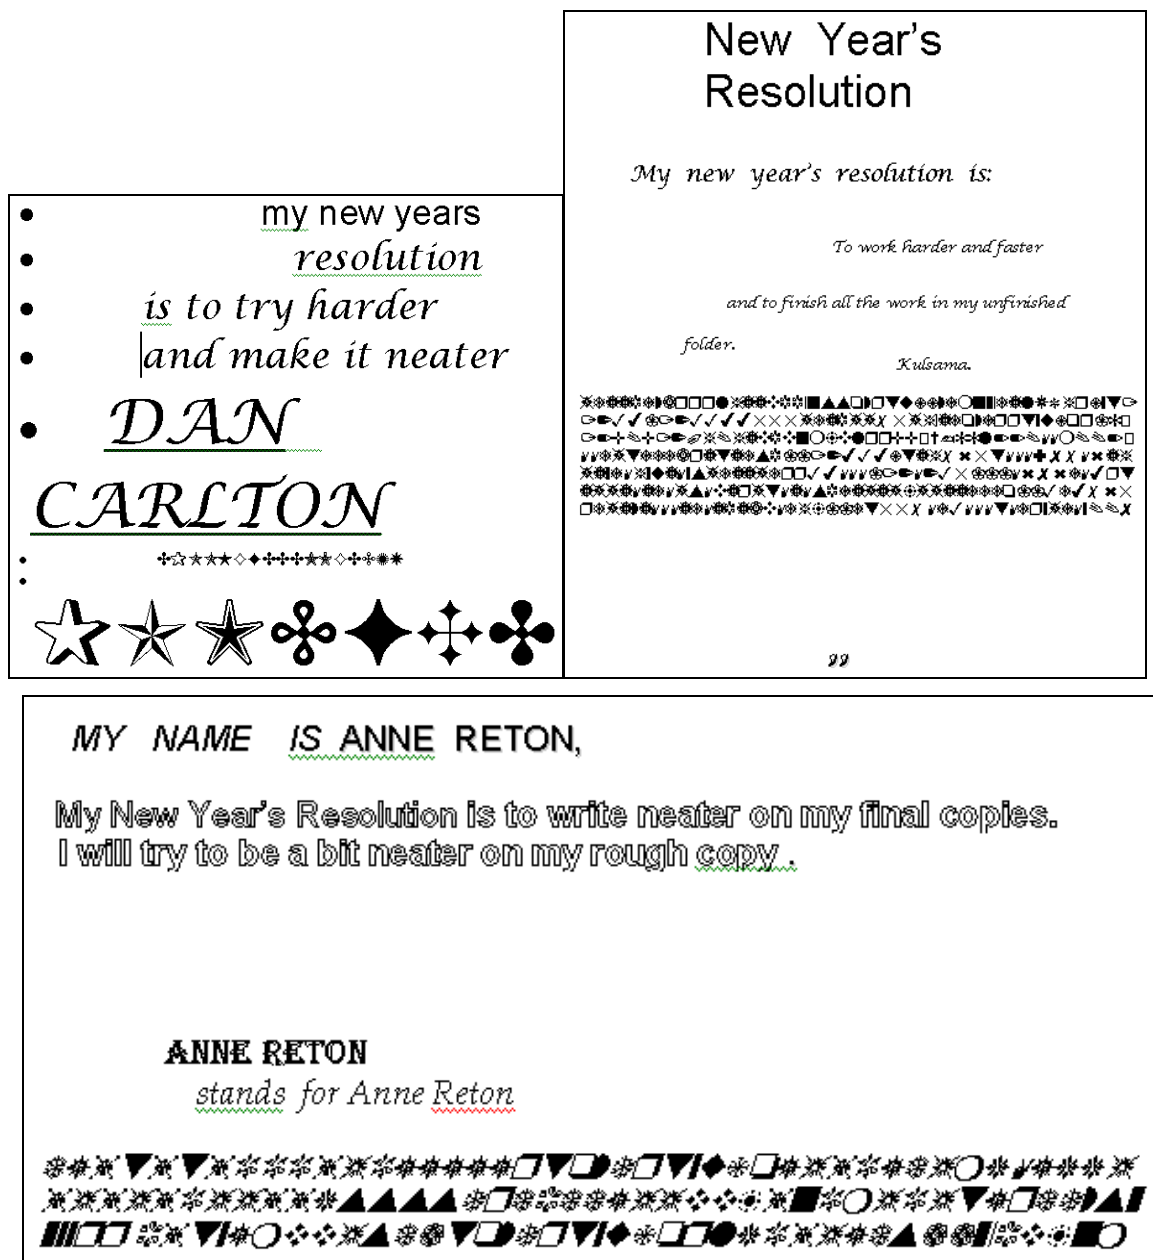 my new years
resolution
is to try harder
and make it neater
DAN
CARLTON
New Year’s
Resolution
My new year’s resolution is:
To work harder and faster
and to finish all the work in my unfinished
folder.
Kulsama.
MY NAME IS ANNE RETON,
My New Year’s Resolution is to write neater on my final copies.
I will try to be a bit neater on my rough copy .
ANNE RETON
stands for Anne Reton